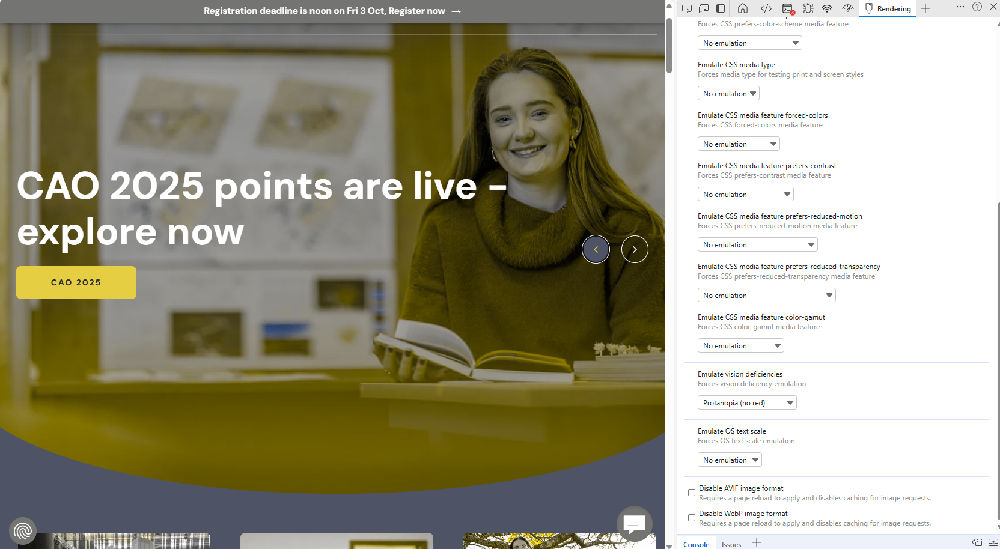 Registration deadline is noon on Fri 3 Oct, Register now →
CAO 2025 points are live –
explore now
CAO 2025
Rendering
Forces CSS prefers-color-scheme media feature
No emulation
Emulate CSS media type
Forces media type for testing print and screen styles
No emulation
Emulate CSS media feature forced-colors
Forces CSS forced-colors media feature
No emulation
Emulate CSS media feature prefers-contrast
Forces CSS prefers-contrast media feature
No emulation
Emulate CSS media feature prefers-reduced-motion
Forces CSS prefers-reduced-motion media feature
No emulation
Emulate CSS media feature prefers-reduced-transparency
Forces CSS prefers-reduced-transparency media feature
No emulation
Emulate CSS media feature color-gamut
Forces CSS color-gamut media feature
No emulation
Emulate vision deficiencies
Forces vision deficiency emulation
Protanopia (no red)
Emulate OS text scale
Forces OS text scale emulation
No emulation
Disable AVIF image format
Requires a page reload to apply and disables caching for image requests.
Disable WebP image format
Requires a page reload to apply and disables caching for image requests.
Console Issues